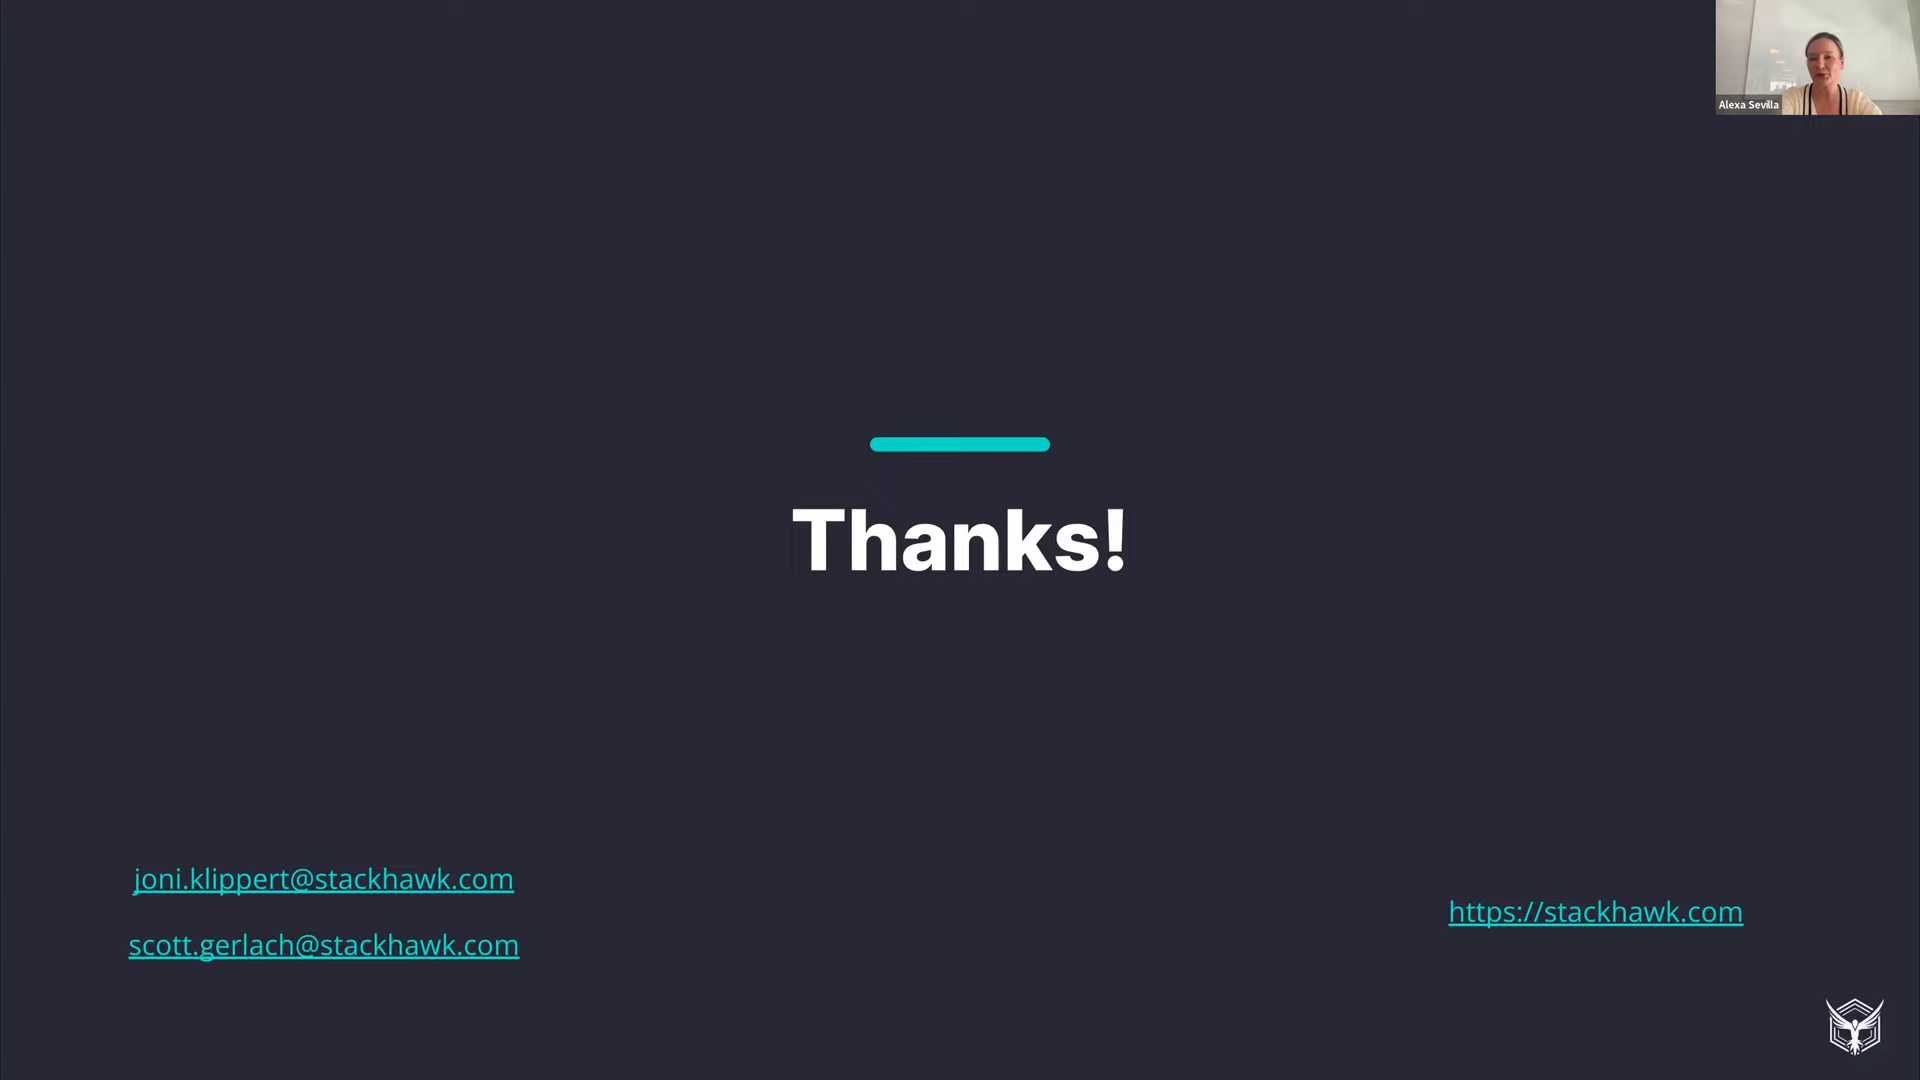 Alexa Sevilla
Thanks!
joni.klippert@stackhawk.com
scott.gerlach@stackhawk.com
https://stackhawk.com